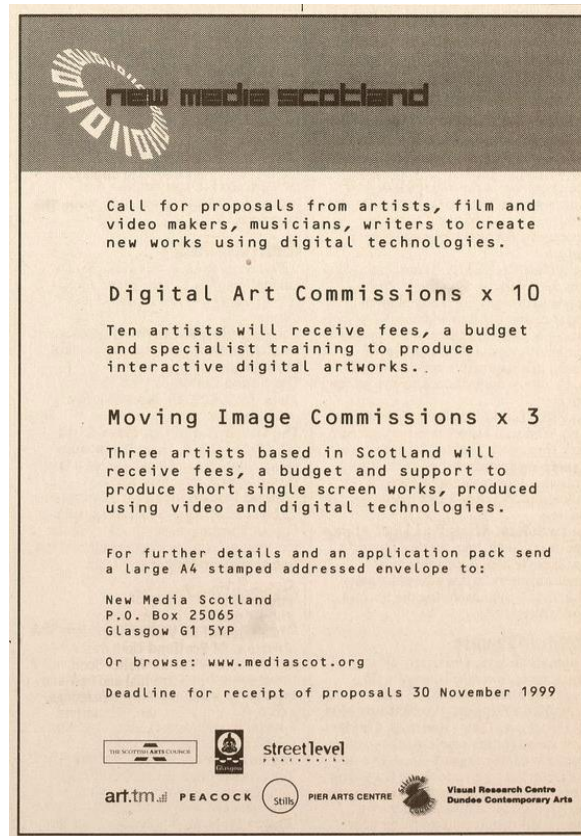 new media scotland
Call for proposals from artists, film and
video makers, musicians, writers to create
new works using digital technologies.
Digital Art Commissions x 10
Ten artists will receive fees, a budget
and specialist training to produce
interactive digital artworks.
Moving Image Commissions x 3
Three artists based in Scotland will
receive fees, a budget and support to
produce short single screen works, produced
using video and digital technologies.
For further details and an application pack send
a large A4 stamped addressed envelope to:
New Media Scotland
P.O. Box 25065
Glasgow G1 5YP
Or browse: www.mediascot.org
Deadline for receipt of proposals 30 November 1999
THE SCOTTISH ARTS COUNCIL
Glasgow
street level
photoworks
art.tm
PEACOCK
Stills
PIER ARTS CENTRE
Stirling
Council
Visual Research Centre
Dundee Contemporary Arts